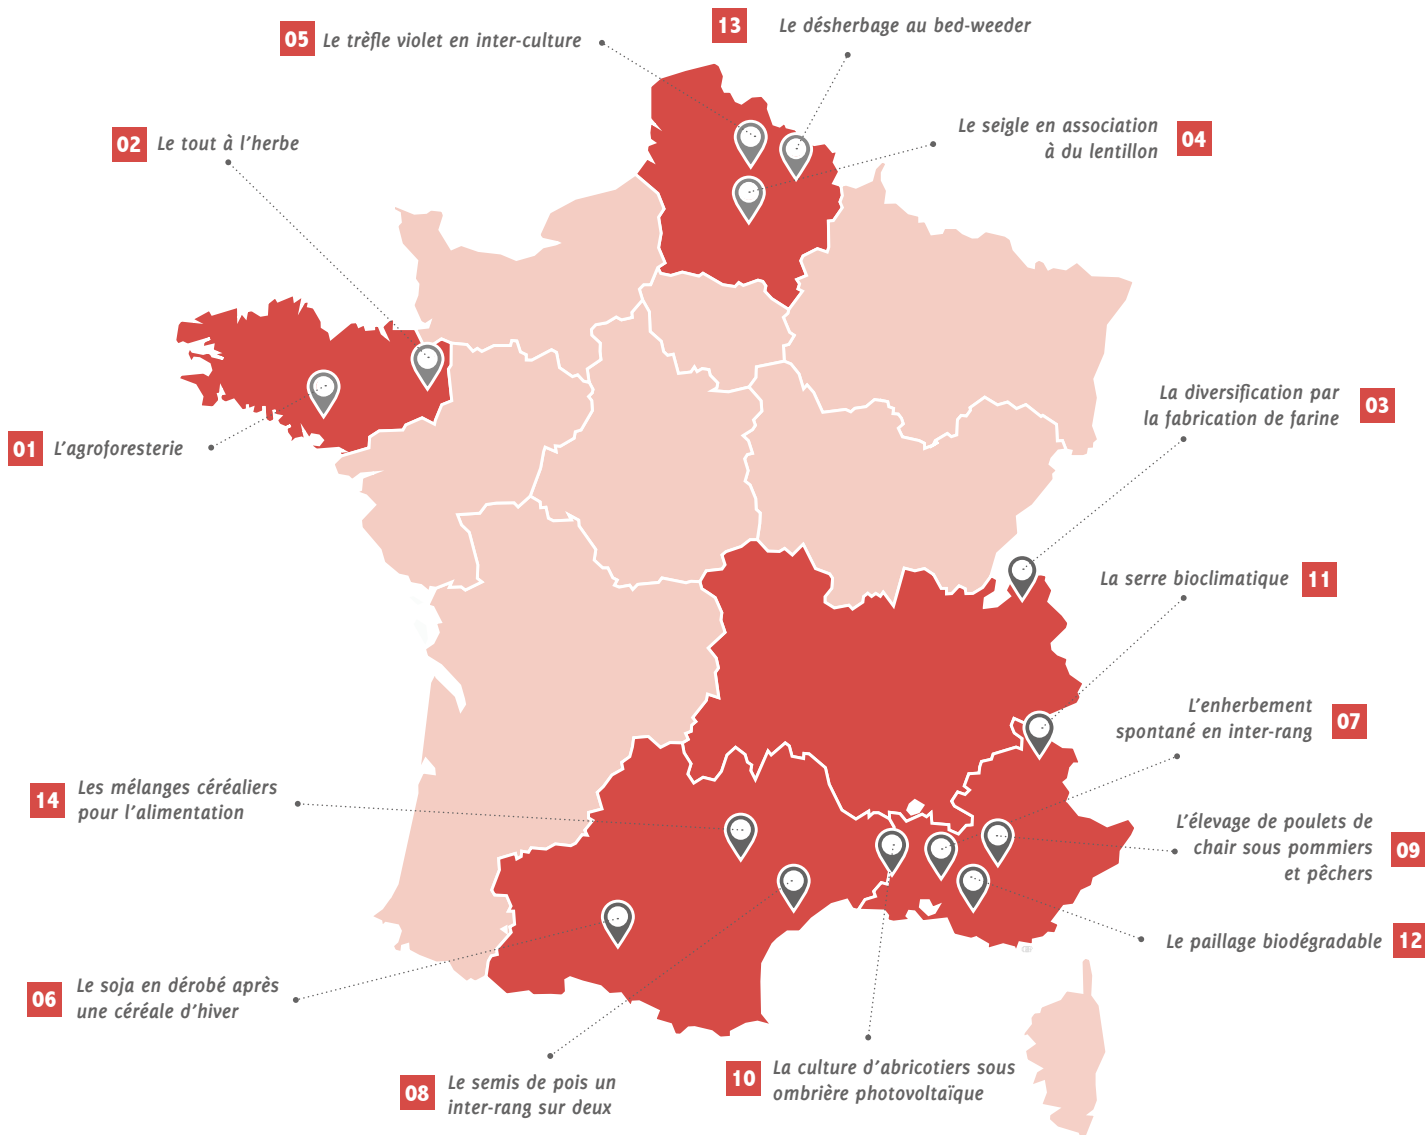 13 Le désherbage au bed-weeder
05 Le trèfle violet en inter-culture
02 Le tout à l'herbe
Le seigle en association
à du lentillon
04
01 L'agroforesterie
La diversification par
la fabrication de farine
03
La serre bioclimatique 11
L'enherbement
spontané en inter-rang
07
14
Les mélanges céréaliers
pour l'alimentation
L'élevage de poulets de
chair sous pommiers
et pêchers
09
Le paillage biodégradable 12
06
Le soja en dérobé après
une céréale d'hiver
08
Le semis de pois un
inter-rang sur deux
10
La culture d'abricotiers sous
ombrière photovoltaïque